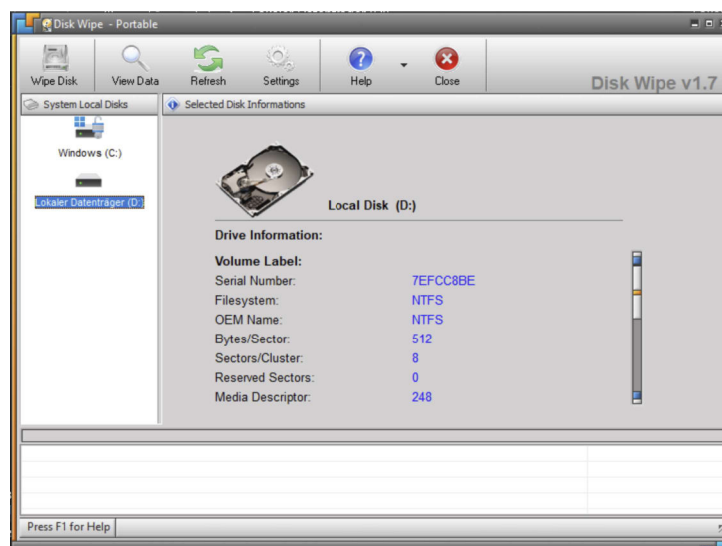 Disk Wipe - Portable
Wipe Disk View Data Refresh Settings Help Close Disk Wipe v1.7
System Local Disks Selected Disk Informations
Windows (C:)
Lokaler Datenträger (D:)
Local Disk (D:)
Drive Information:
Volume Label:
Serial Number: 7EFCC8BE
Filesystem: NTFS
OEM Name: NTFS
Bytes/Sector: 512
Sectors/Cluster: 8
Reserved Sectors: 0
Media Descriptor: 248
Press F1 for Help